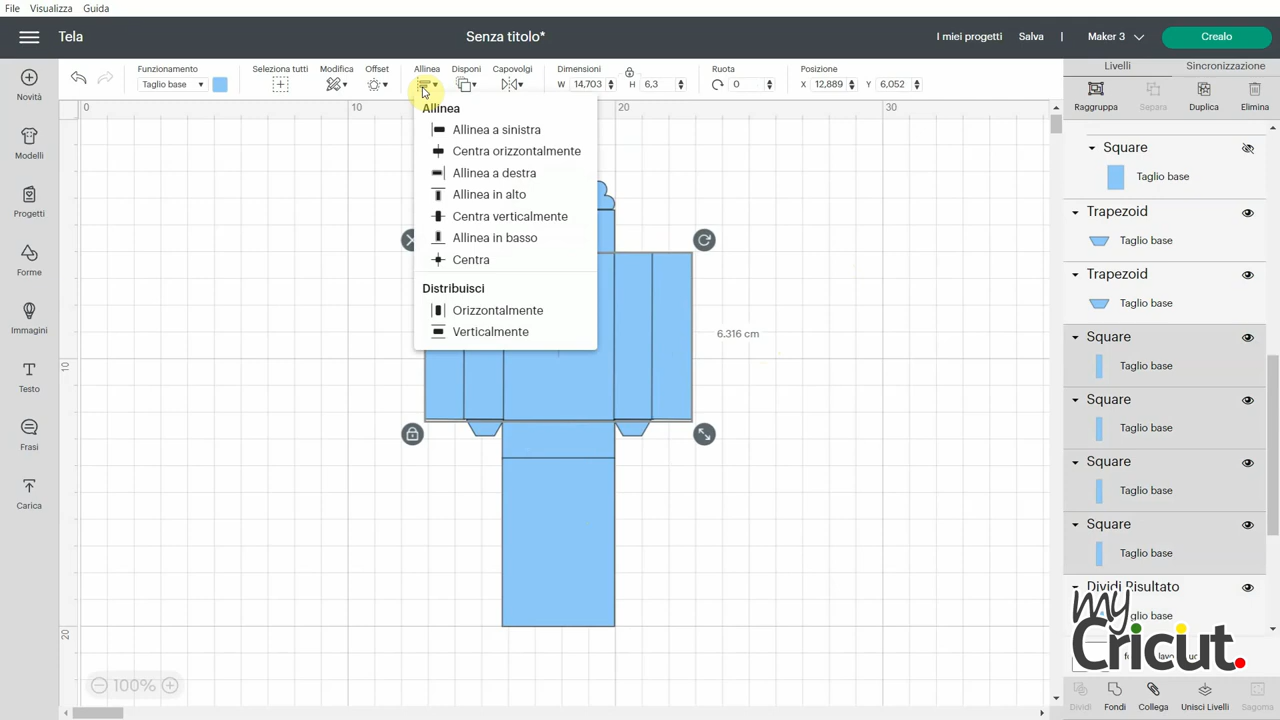 File Visualizza Guida
Tela
Senza titolo*
I miei progetti Salva | Maker 3 Crealo
Funzionamento
Taglio base
Seleziona tutti
Modifica
Offset
Allinea
Disponi
Capovolgi
Dimensioni
W 14,703 H 6,3
Ruota
0
Posizione
X 12,889 Y 6,052
Livelli
Sincronizzazione
Raggruppa
Separa
Duplica
Elimina
Novità
Modelli
Progetti
Forme
Immagini
Testo
Frasi
Carica
0 10 20 30
10
20
Allinea
Allinea a sinistra
Centra orizzontalmente
Allinea a destra
Allinea in alto
Centra verticalmente
Allinea in basso
Centra
Distribuisci
Orizzontalmente
Verticalmente
6.316 cm
100%
Square
Taglio base
Trapezoid
Taglio base
Trapezoid
Taglio base
Square
Taglio base
Square
Taglio base
Square
Taglio base
Square
Taglio base
Dividi Risultato
my
Cricut.
Dividi
Fondi
Collega
Unisci Livelli
Sagoma